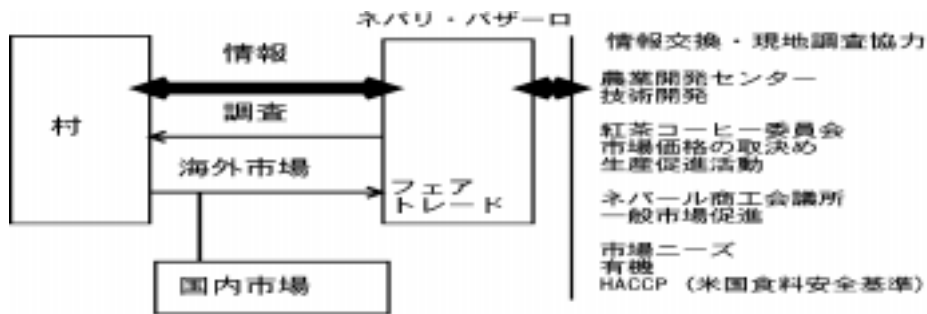 ネパリ・バザーロ
情報
調査
村
海外市場
フェア
トレード
国内市場
情報交換・現地調査協力
農業開発センター
技術開発
紅茶コーヒー委員会
市場価格の取決め
生産促進活動
ネパール商工会議所
一般市場促進
市場ニーズ
有機
HACCP (米国食料安全基準)